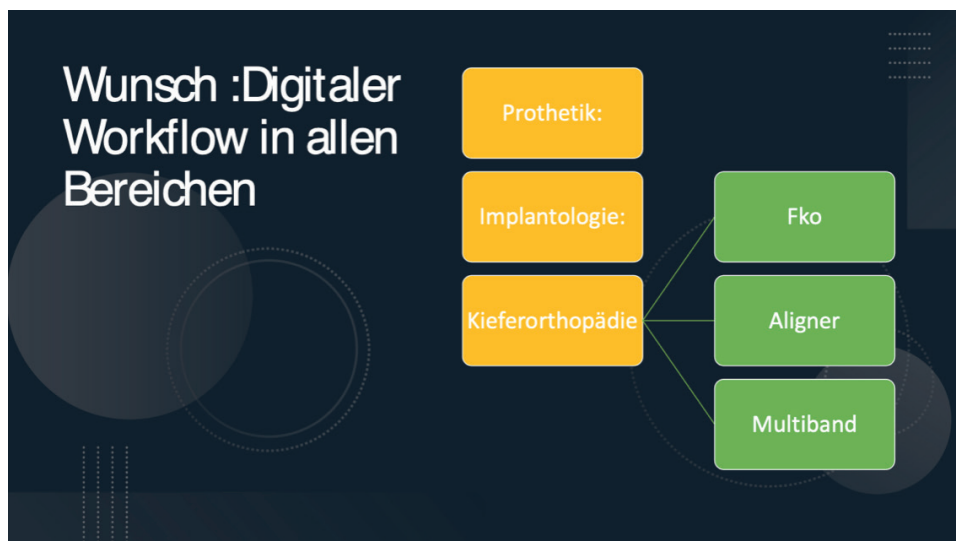 Wunsch :Digitaler
Workflow in allen
Bereichen
Prothetik:
Implantologie:
Kieferorthopädie
Fko
Aligner
Multiband